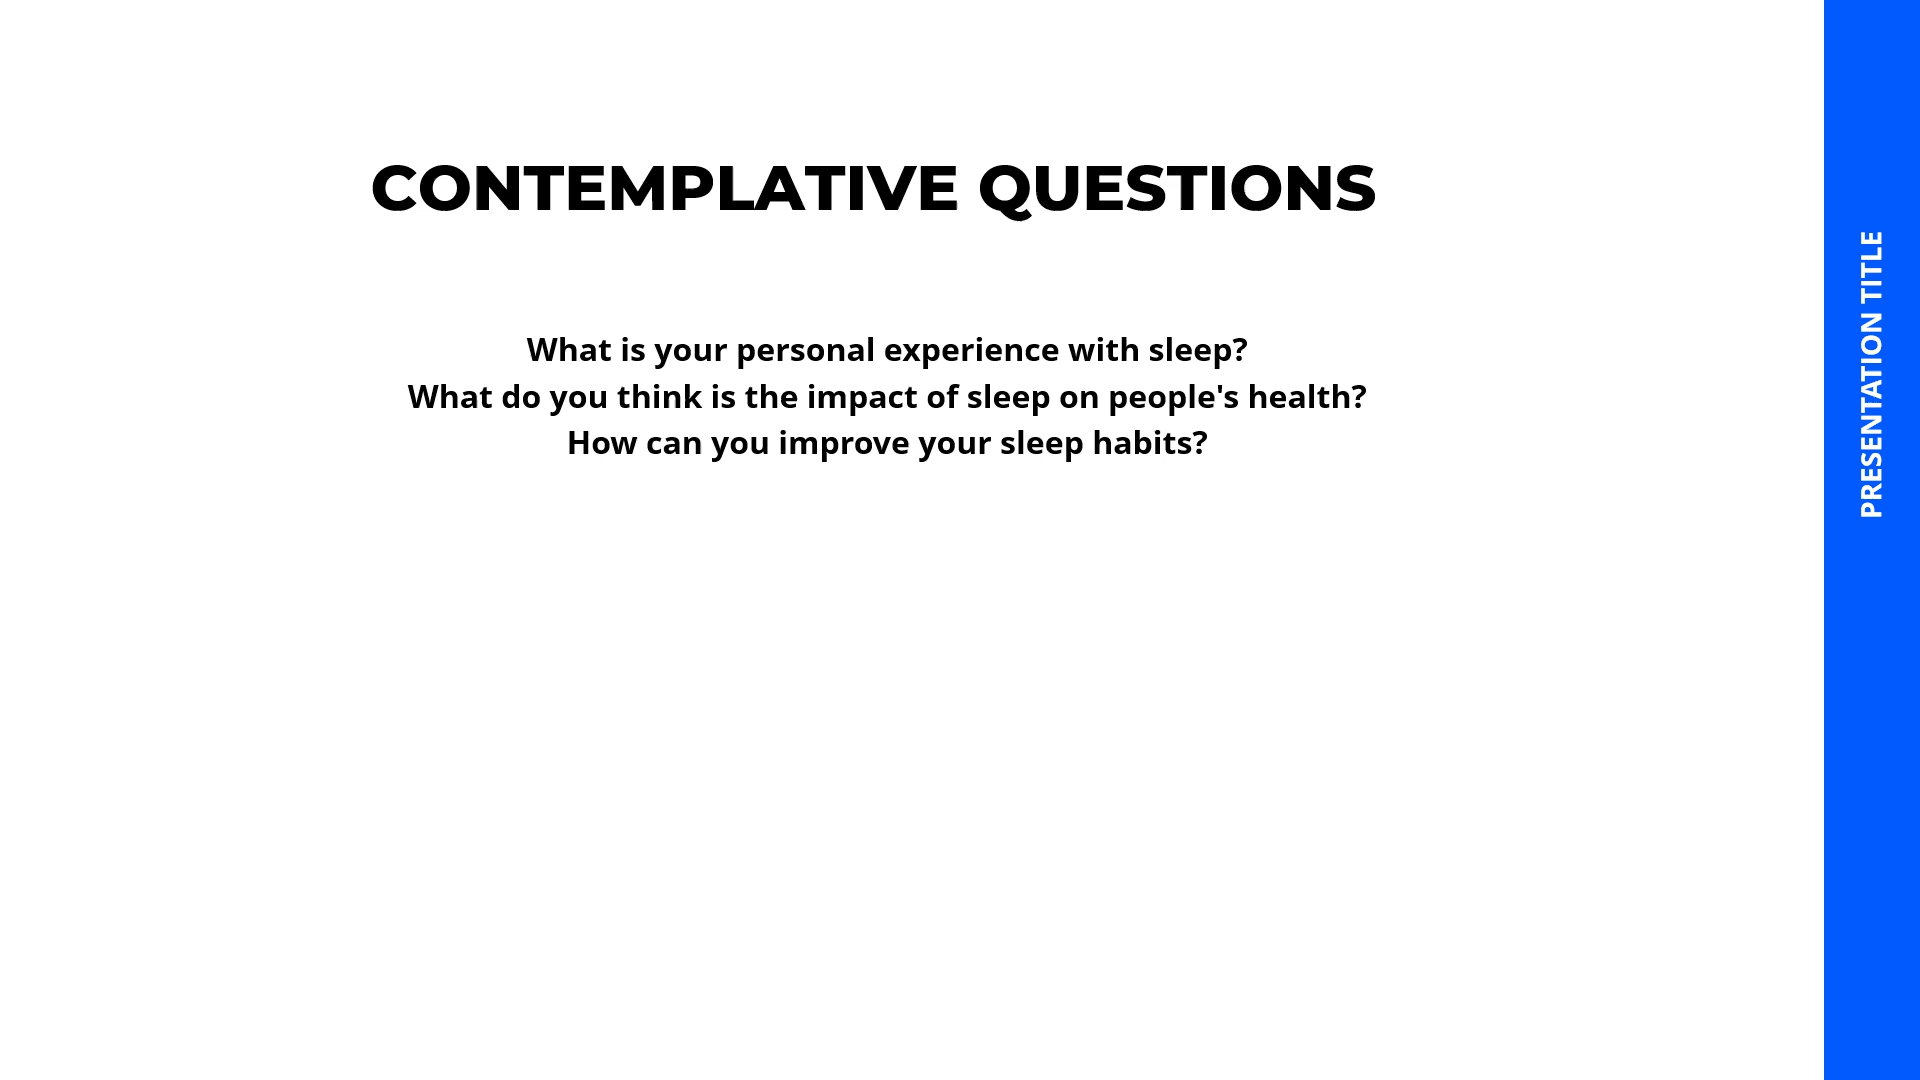 CONTEMPLATIVE QUESTIONS
What is your personal experience with sleep?
What do you think is the impact of sleep on people's health?
How can you improve your sleep habits?
PRESENTATION TITLE